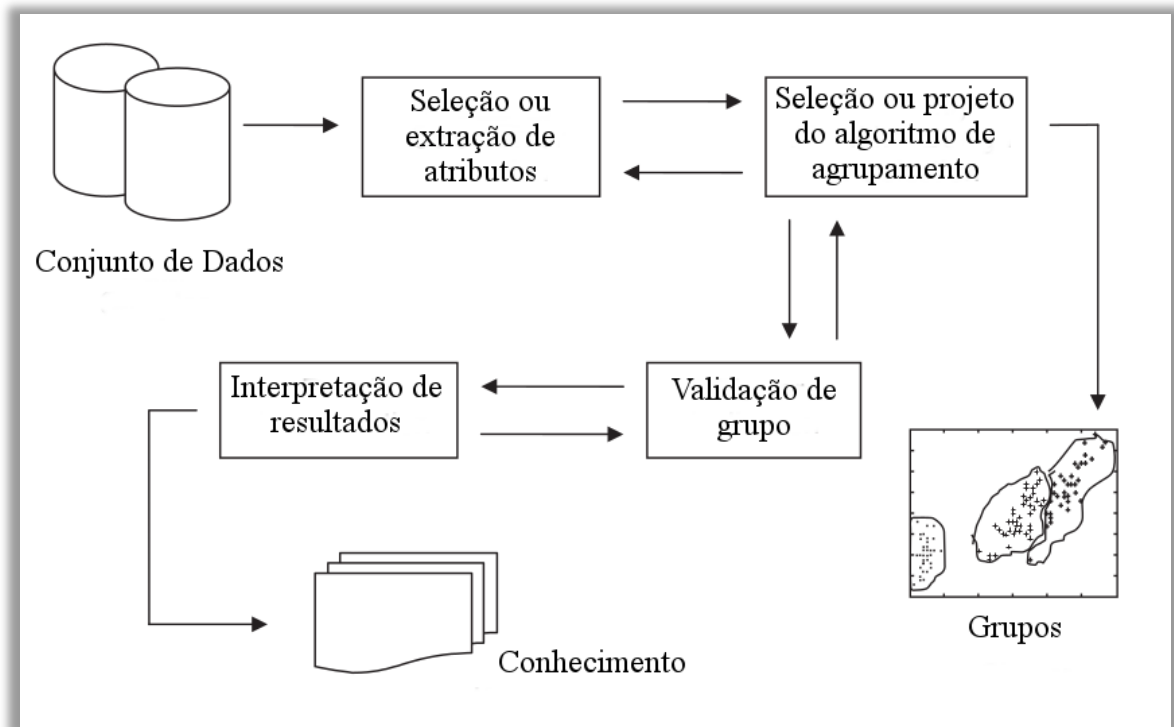 Seleção ou
extração de
atributos
Seleção ou projeto
do algoritmo de
agrupamento
Conjunto de Dados
Interpretação de
resultados
Validação de
grupo
Grupos
Conhecimento